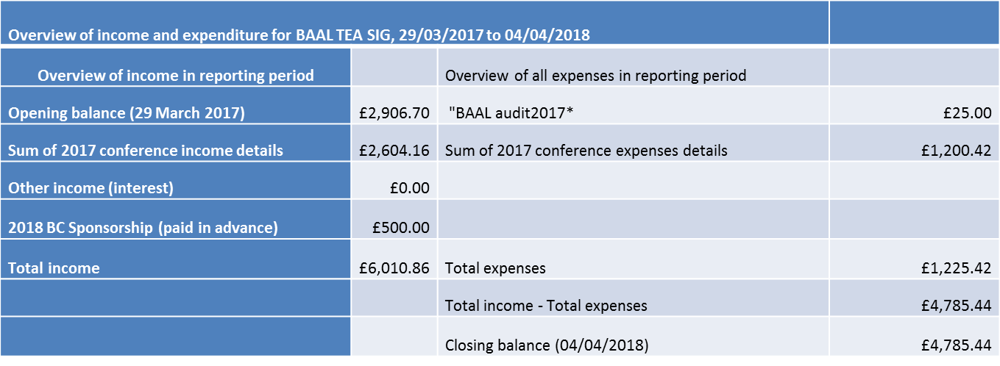 Overview of income and expenditure for BAAL TEA SIG, 29/03/2017 to 04/04/2018
Overview of income in reporting period Overview of all expenses in reporting period
Opening balance (29 March 2017) £2,906.70 "BAAL audit2017* £25.00
Sum of 2017 conference income details £2,604.16 Sum of 2017 conference expenses details £1,200.42
Other income (interest) £0.00
2018 BC Sponsorship (paid in advance) £500.00
Total income £6,010.86 Total expenses £1,225.42
Total income - Total expenses £4,785.44
Closing balance (04/04/2018) £4,785.44